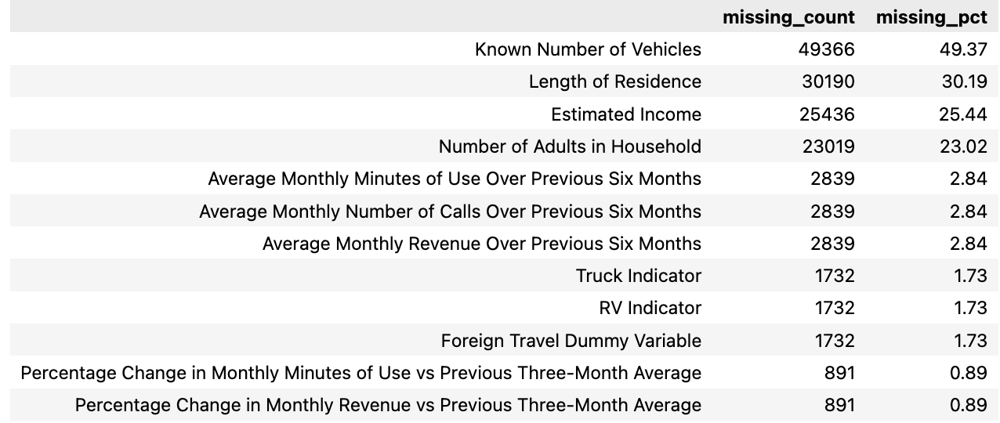 missing_count missing_pct
Known Number of Vehicles 49366 49.37
Length of Residence 30190 30.19
Estimated Income 25436 25.44
Number of Adults in Household 23019 23.02
Average Monthly Minutes of Use Over Previous Six Months 2839 2.84
Average Monthly Number of Calls Over Previous Six Months 2839 2.84
Average Monthly Revenue Over Previous Six Months 2839 2.84
Truck Indicator 1732 1.73
RV Indicator 1732 1.73
Foreign Travel Dummy Variable 1732 1.73
Percentage Change in Monthly Minutes of Use vs Previous Three-Month Average 891 0.89
Percentage Change in Monthly Revenue vs Previous Three-Month Average 891 0.89